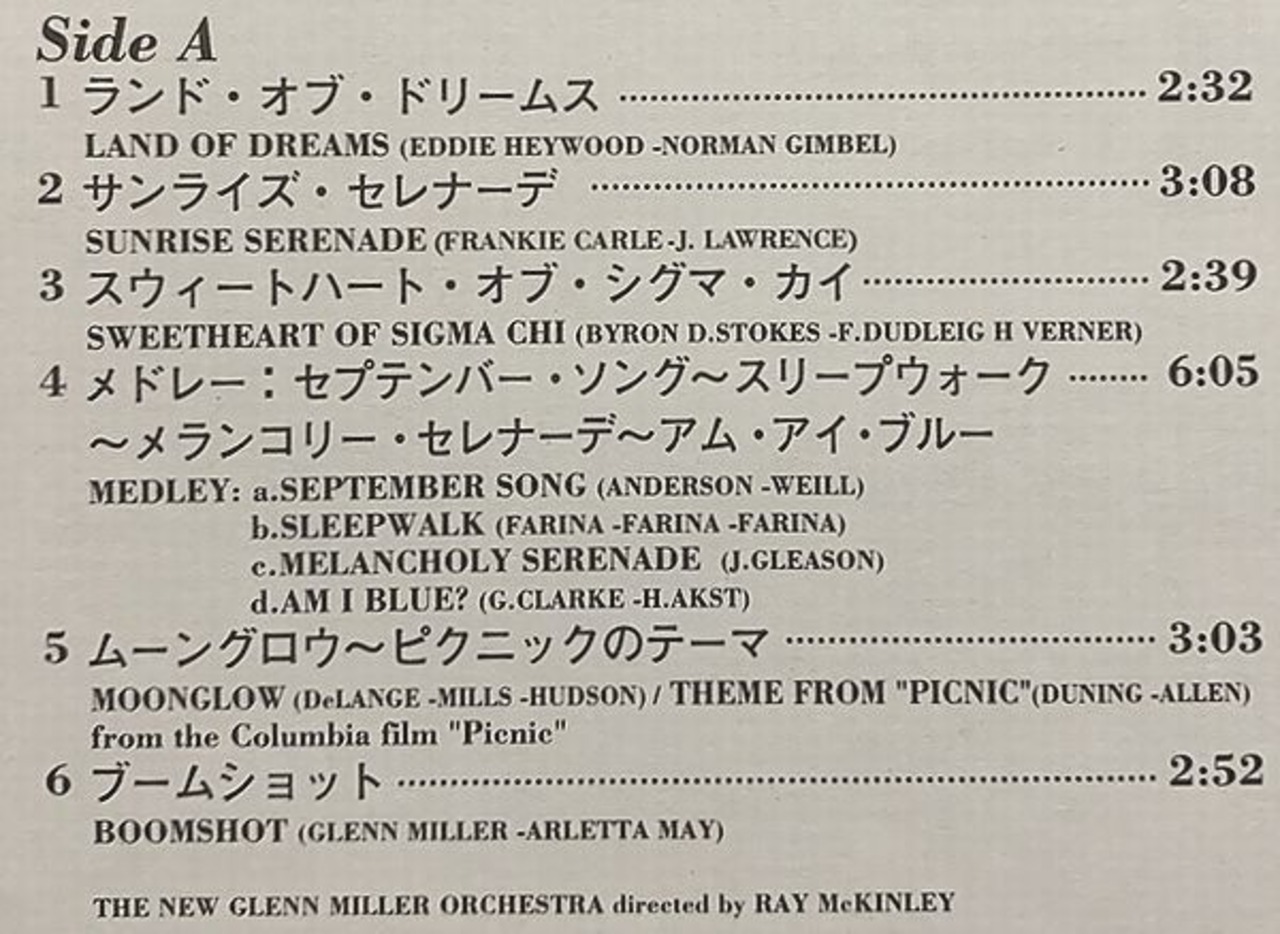 Side A
1 ランド・オブ・ドリームス ………………………………………… 2:32
LAND OF DREAMS (EDDIE HEYWOOD -NORMAN GIMBEL)
2 サンライズ・セレナーデ ………………………………………… 3:08
SUNRISE SERENADE (FRANKIE CARLE -J. LAWRENCE)
3 スウィートハート・オブ・シグマ・カイ …………………… 2:39
SWEETHEART OF SIGMA CHI (BYRON D.STOKES -F.DUDLEIG H VERNER)
4 メドレー：セプテンバー・ソング〜スリープウォーク ……… 6:05
〜メランコリー・セレナーデ〜アム・アイ・ブルー
MEDLEY: a.SEPTEMBER SONG (ANDERSON -WEILL)
b.SLEEPWALK (FARINA -FARINA -FARINA)
c.MELANCHOLY SERENADE (J.GLEASON)
d.AM I BLUE? (G.CLARKE -H.AKST)
5 ムーングロウ〜ピクニックのテーマ ………………………… 3:03
MOONGLOW (DeLANGE -MILLS -HUDSON) / THEME FROM "PICNIC"(DUNING -ALLEN)
from the Columbia film "Picnic"
6 ブームショット ……………………………………………………… 2:52
BOOMSHOT (GLENN MILLER -ARLETTA MAY)
THE NEW GLENN MILLER ORCHESTRA directed by RAY McKINLEY